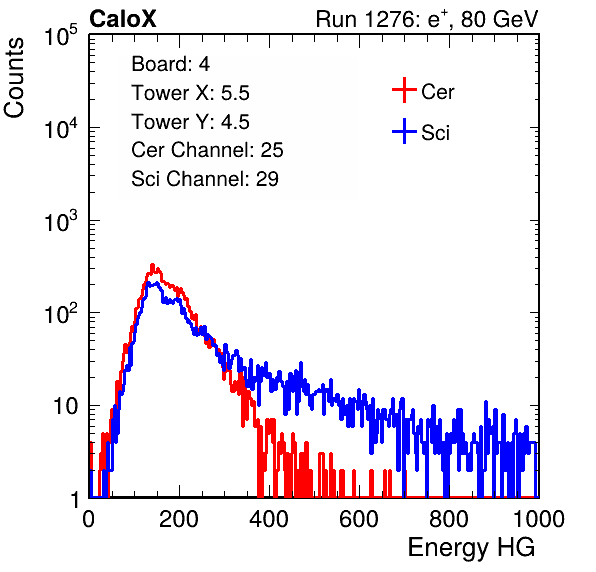 CaloX Run 1276: e⁺, 80 GeV
Counts
Board: 4
Tower X: 5.5
Tower Y: 4.5
Cer Channel: 25
Sci Channel: 29
Cer
Sci
10⁵
10⁴
10³
10²
10
1
0 200 400 600 800 1000
Energy HG